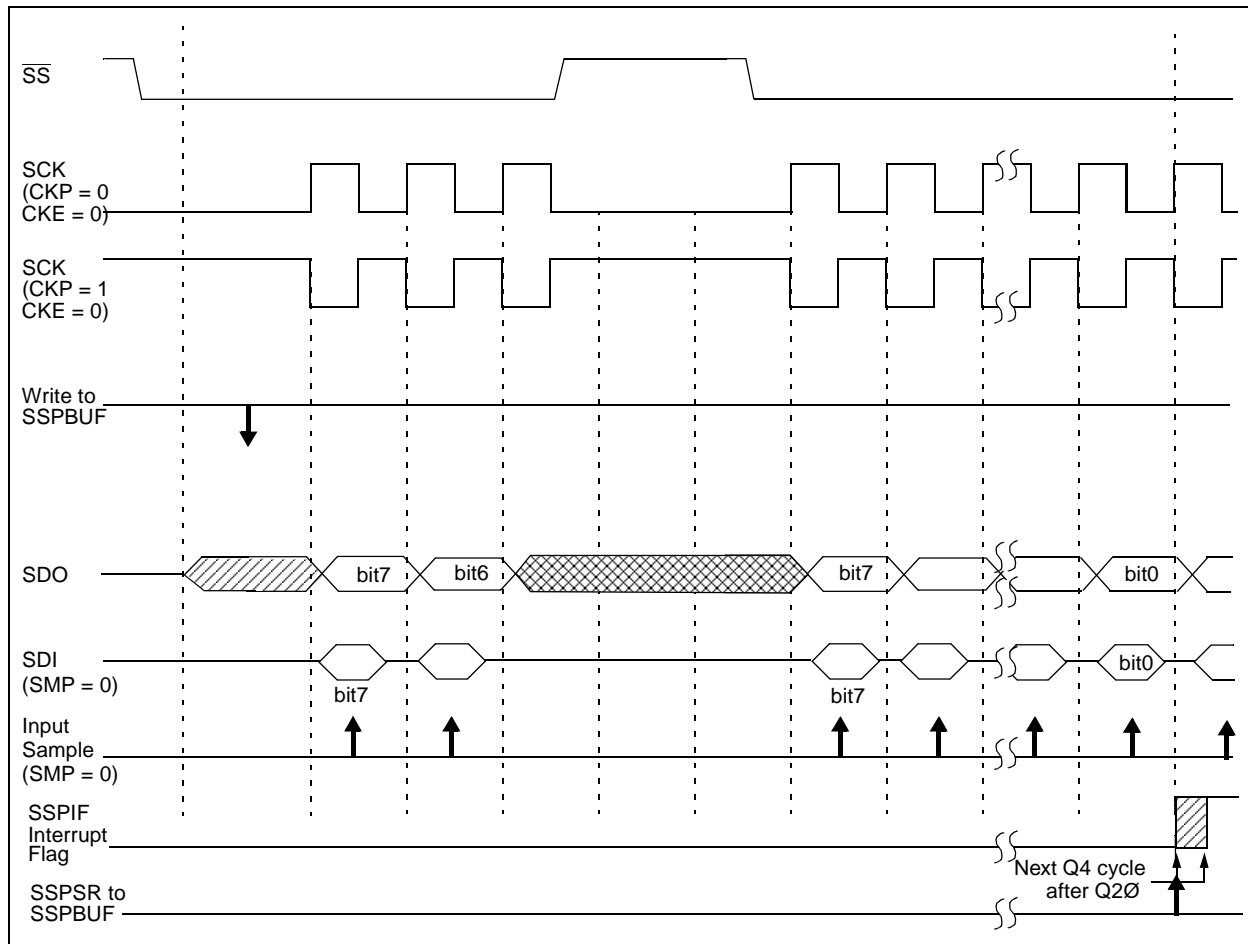 SS
SCK
(CKP = 0
CKE = 0)
SCK
(CKP = 1
CKE = 0)
Write to
SSPBUF
SDO
bit7
bit6
bit7
bit0
SDI
(SMP = 0)
bit7
bit7
bit0
Input
Sample
(SMP = 0)
SSPIF
Interrupt
Flag
Next Q4 cycle
after Q2Ø
SSPSR to
SSPBUF